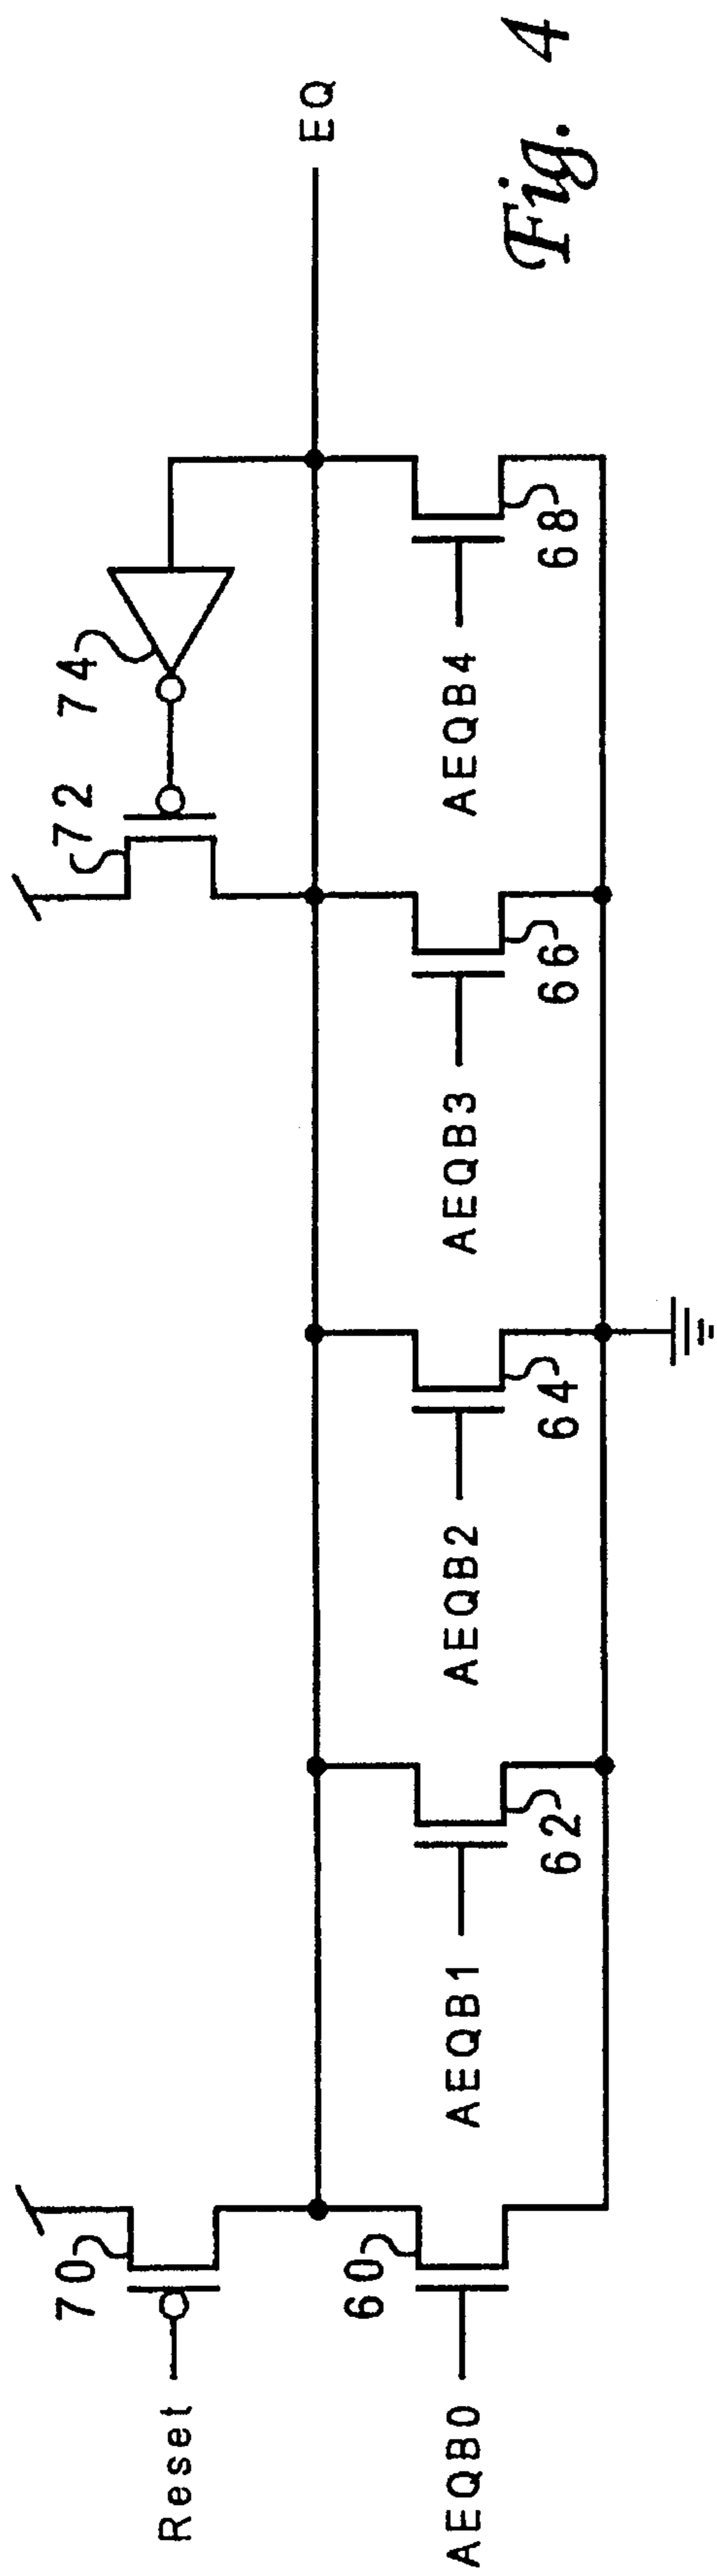 Reset
70
72
74
EQ
AEQB0
60
AEQB1
62
AEQB2
64
AEQB3
66
AEQB4
68
Fig. 4